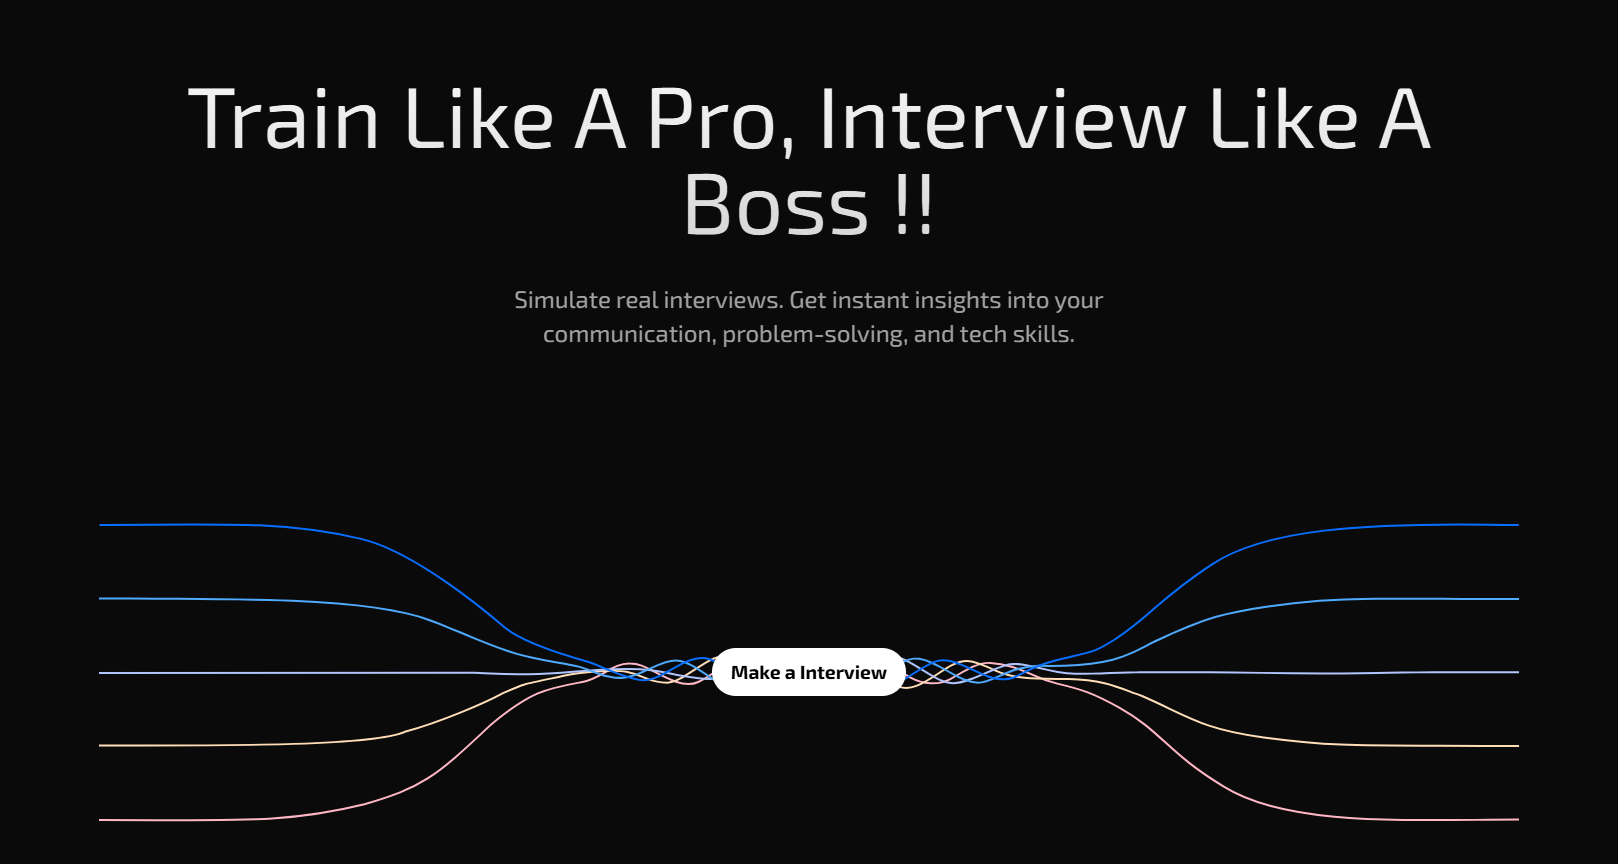 Train Like A Pro, Interview Like A
Boss !!
Simulate real interviews. Get instant insights into your
communication, problem-solving, and tech skills.
Make a Interview